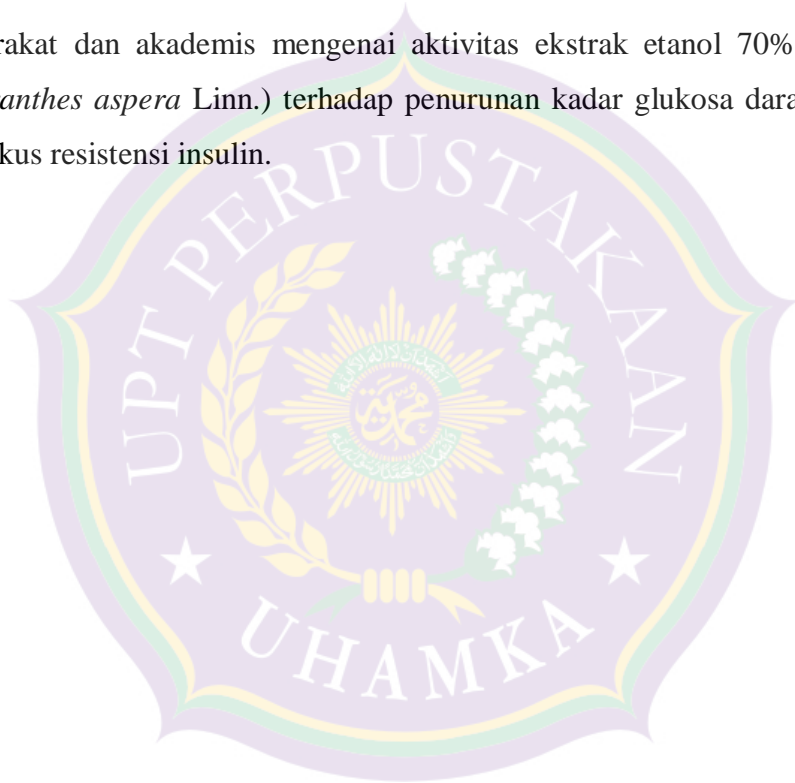 rakat dan akademis mengenai aktivitas ekstrak etanol 70%
anthes aspera Linn.) terhadap penurunan kadar glukosa dara
kus resistensi insulin.
UPT PERPUSTAKAAN
UHAMKA